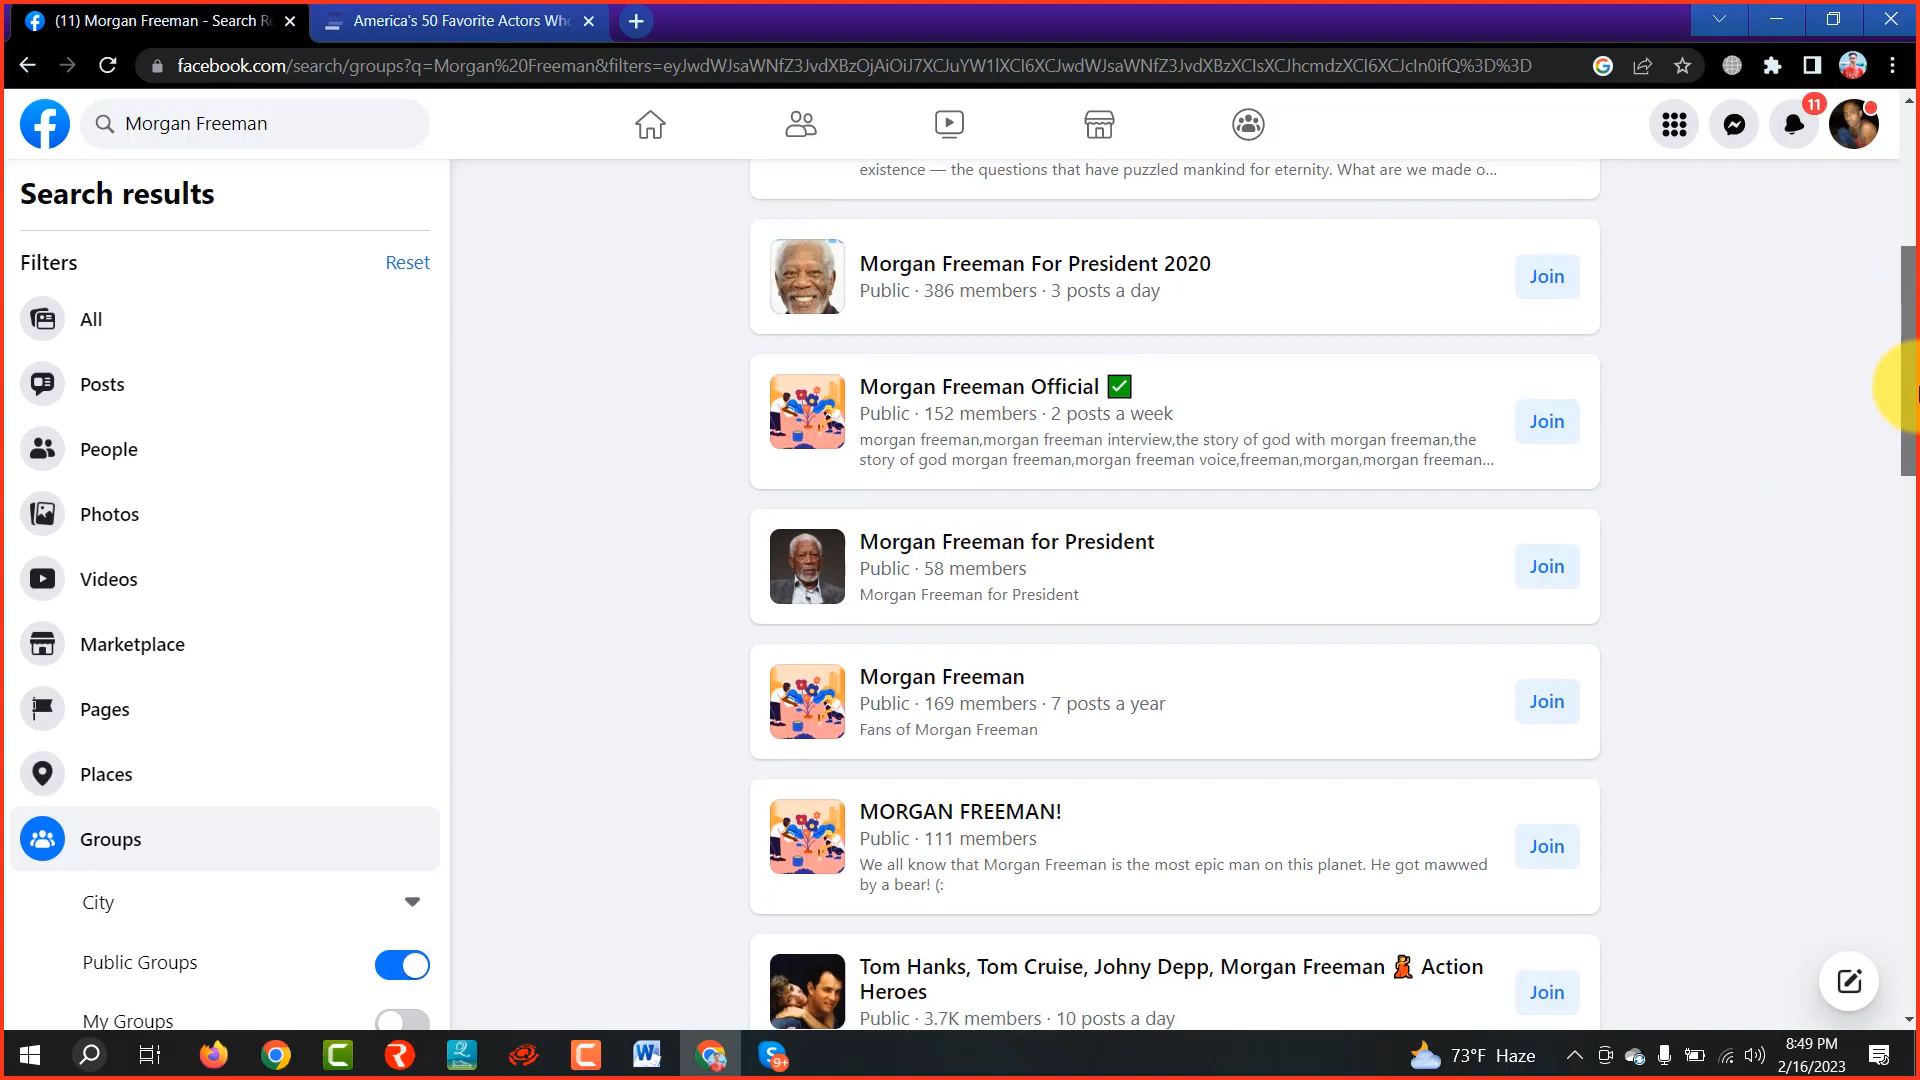 (11) Morgan Freeman - Search Re
America's 50 Favorite Actors Who
facebook.com/search/groups?q=Morgan%20Freeman&filters=eyJwdWJsaWNfZ3JvdXBzOjAiOiJ7XCJuYW1lXCI6XCJwdWJsaWNfZ3JvdXBzXCIsXCJhcmdzXCI6XCJcIn0ifQ%3D%3D
Morgan Freeman
11
Search results
Filters
Reset
All
Posts
People
Photos
Videos
Marketplace
Pages
Places
Groups
City
Public Groups
My Groups
existence — the questions that have puzzled mankind for eternity. What are we made o...
Morgan Freeman For President 2020
Public · 386 members · 3 posts a day
Join
Morgan Freeman Official ✅
Public · 152 members · 2 posts a week
morgan freeman,morgan freeman interview,the story of god with morgan freeman,the
story of god morgan freeman,morgan freeman voice,freeman,morgan,morgan freeman...
Join
Morgan Freeman for President
Public · 58 members
Morgan Freeman for President
Join
Morgan Freeman
Public · 169 members · 7 posts a year
Fans of Morgan Freeman
Join
MORGAN FREEMAN!
Public · 111 members
We all know that Morgan Freeman is the most epic man on this planet. He got mawwed
by a bear! (:
Join
Tom Hanks, Tom Cruise, Johny Depp, Morgan Freeman 💃 Action
Heroes
Public · 3.7K members · 10 posts a day
Join
9+
73°F Haze
8:49 PM
2/16/2023